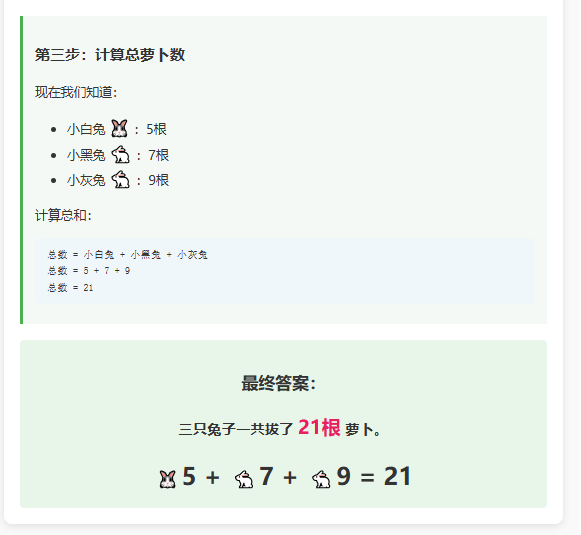 第三步：计算总萝卜数
现在我们知道：
小白兔 🐰 ：5根
小黑兔 🐇 ：7根
小灰兔 🐇 ：9根
计算总和：
总数 = 小白兔 + 小黑兔 + 小灰兔
总数 = 5 + 7 + 9
总数 = 21
最终答案：
三只兔子一共拔了 21根 萝卜。
🐰 5 + 🐇 7 + 🐇 9 = 21